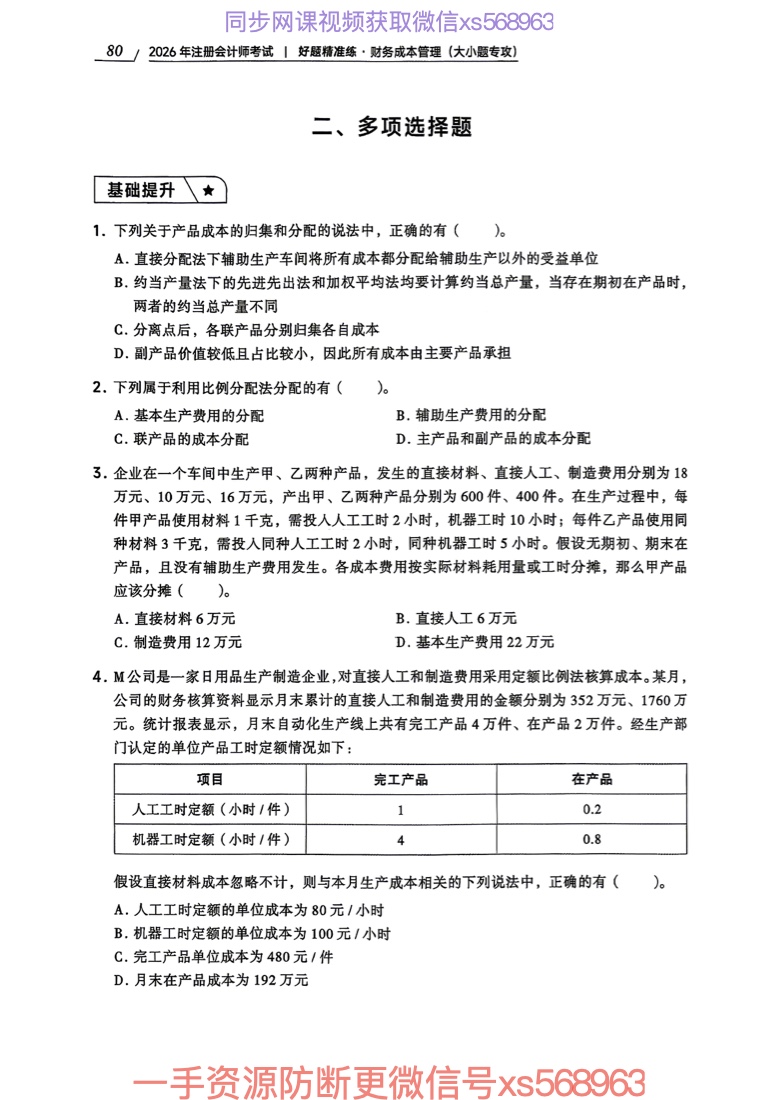 同步网课视频获取微信xs568963
80 / 2026年注册会计师考试 | 好题精准练·财务成本管理（大小题专攻）
二、多项选择题
基础提升 ★
1. 下列关于产品成本的归集和分配的说法中，正确的有（　　）。
A. 直接分配法下辅助生产车间将所有成本都分配给辅助生产以外的受益单位
B. 约当产量法下的先进先出法和加权平均法均要计算约当总产量，当存在期初在产品时，
两者的约当总产量不同
C. 分离点后，各联产品分别归集各自成本
D. 副产品价值较低且占比较小，因此所有成本由主要产品承担
2. 下列属于利用比例分配法分配的有（　　）。
A. 基本生产费用的分配　　B. 辅助生产费用的分配
C. 联产品的成本分配　　D. 主产品和副产品的成本分配
3. 企业在一个车间中生产甲、乙两种产品，发生的直接材料、直接人工、制造费用分别为18
万元、10万元、16万元，产出甲、乙两种产品分别为600件、400件。在生产过程中，每
件甲产品使用材料1千克，需投入人工工时2小时，机器工时10小时；每件乙产品使用同
种材料3千克，需投入同种人工工时2小时，同种机器工时5小时。假设无期初、期末在
产品，且没有辅助生产费用发生。各成本费用按实际材料耗用量或工时分摊，那么甲产品
应该分摊（　　）。
A. 直接材料6万元　　B. 直接人工6万元
C. 制造费用12万元　　D. 基本生产费用22万元
4. M公司是一家日用品生产制造企业，对直接人工和制造费用采用定额比例法核算成本。某月，
公司的财务核算资料显示月末累计的直接人工和制造费用的金额分别为352万元、1760万
元。统计报表显示，月末自动化生产线上共有完工产品4万件、在产品2万件。经生产部
门认定的单位产品工时定额情况如下：
项目　完工产品　在产品
人工工时定额（小时/件）　1　0.2
机器工时定额（小时/件）　4　0.8
假设直接材料成本忽略不计，则与本月生产成本相关的下列说法中，正确的有（　　）。
A. 人工工时定额的单位成本为80元/小时
B. 机器工时定额的单位成本为100元/小时
C. 完工产品单位成本为480元/件
D. 月末在产品成本为192万元
一手资源防断更微信号xs568963